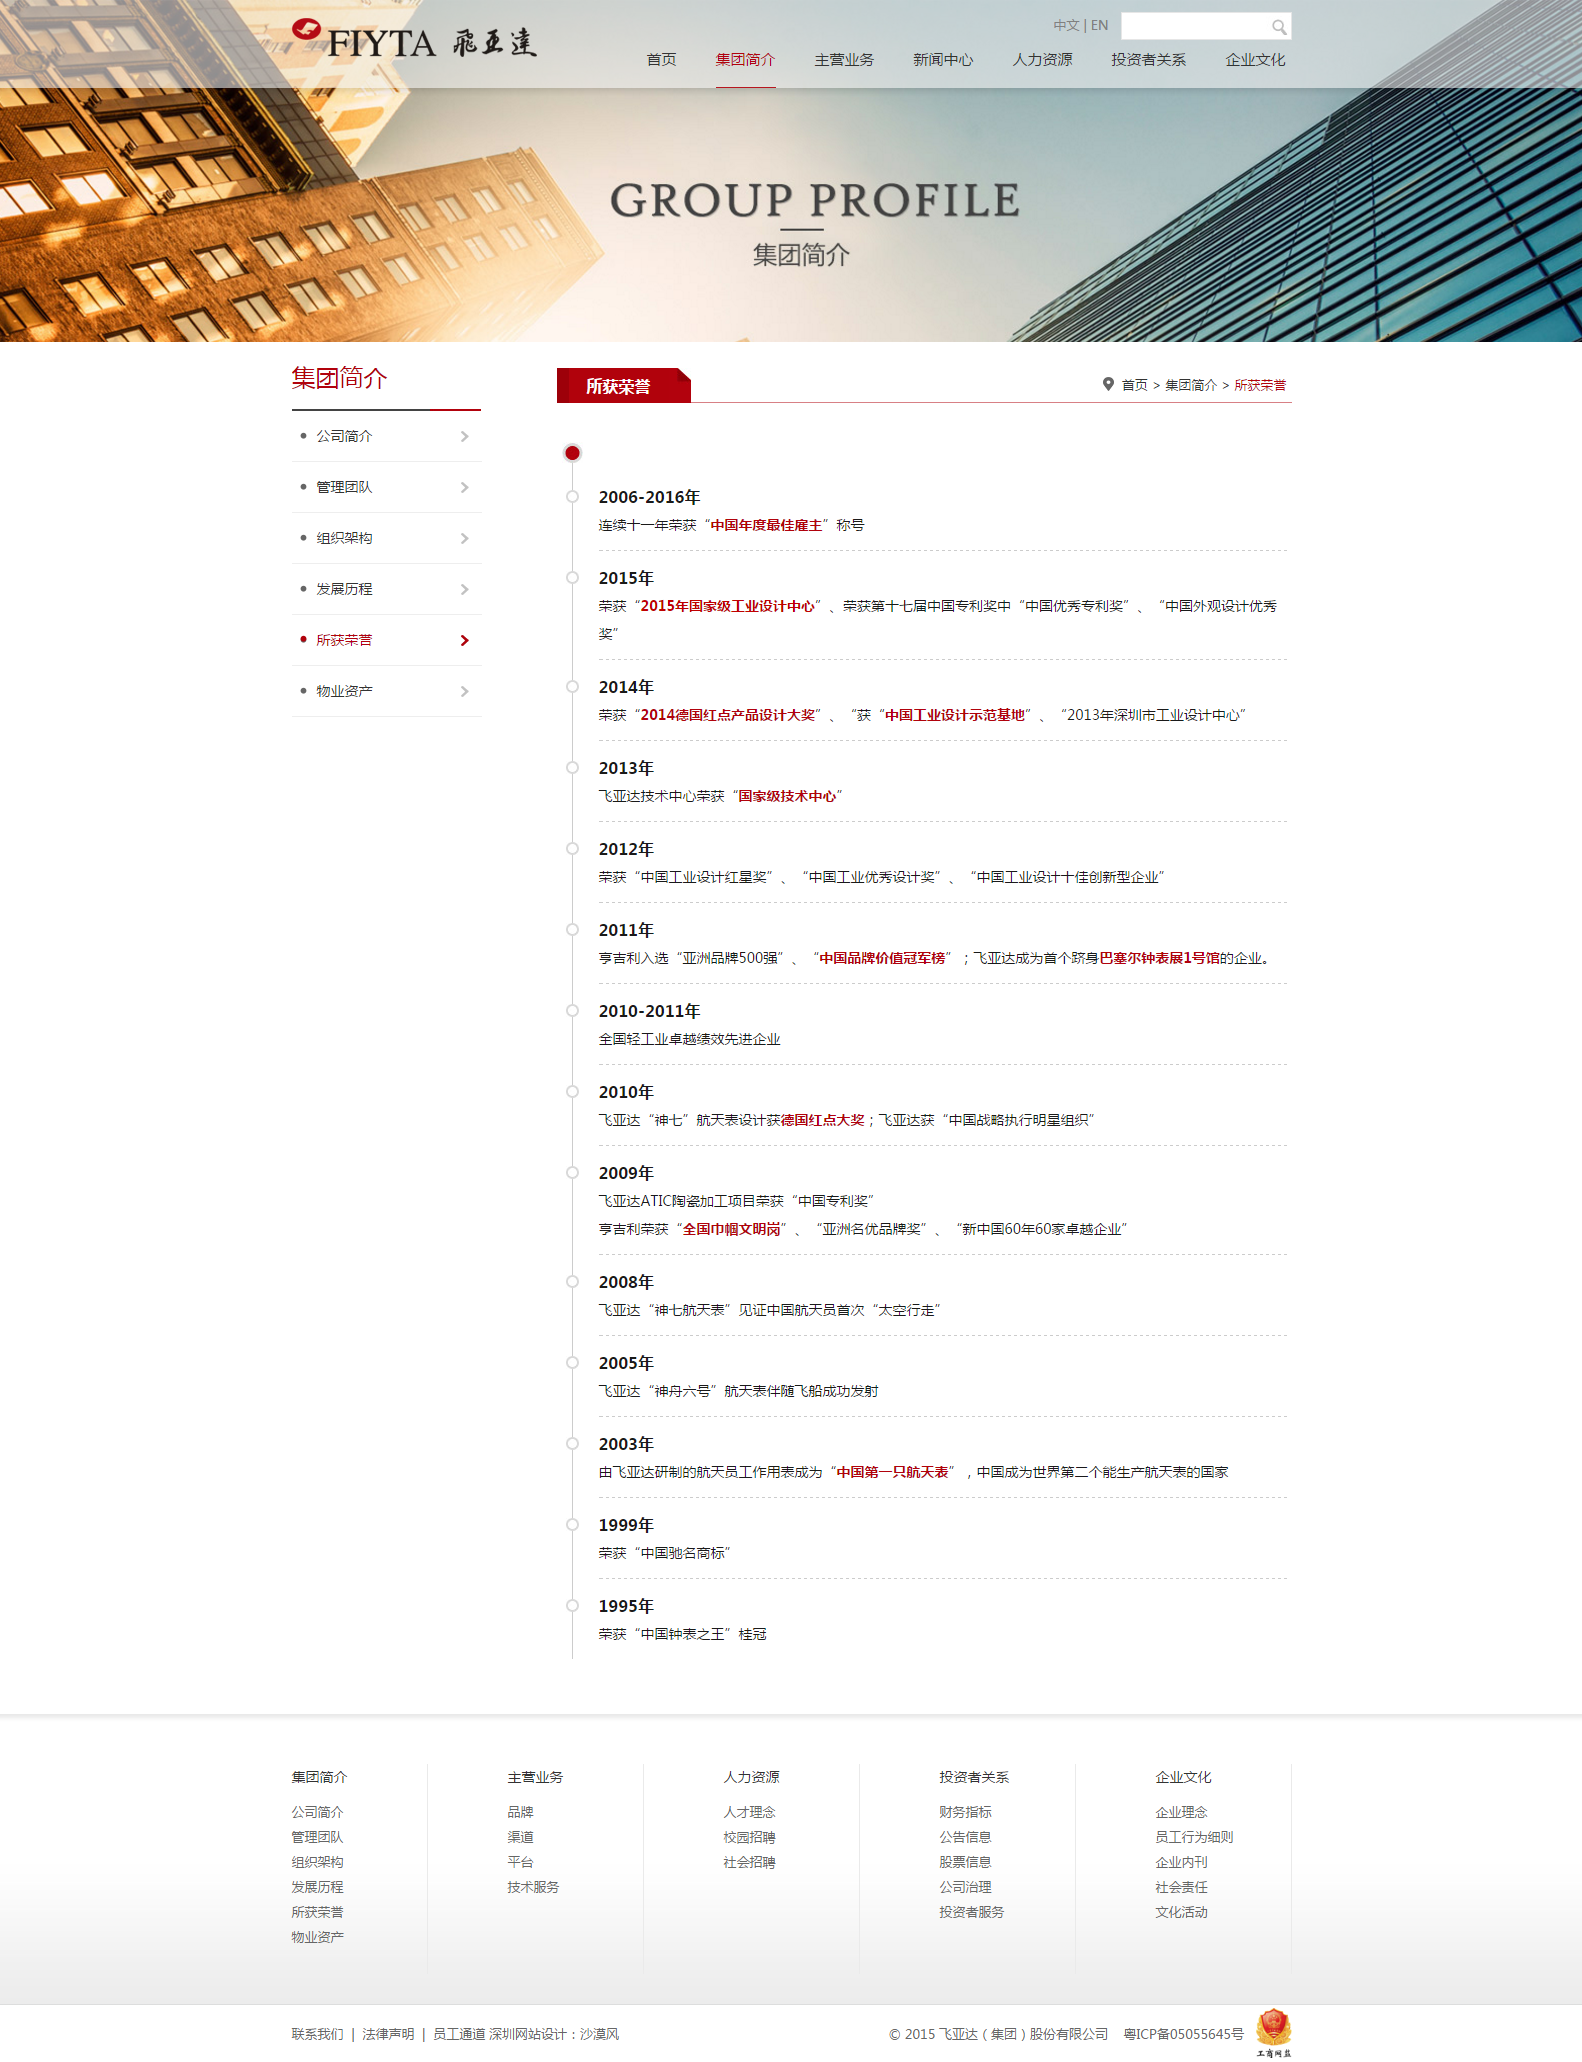 FIYTA 飛亚達
中文 | EN
首页 集团简介 主营业务 新闻中心 人力资源 投资者关系 企业文化
GROUP PROFILE
集团简介
集团简介
公司简介
管理团队
组织架构
发展历程
所获荣誉
物业资产
所获荣誉
首页 > 集团简介 > 所获荣誉
2006-2016年
连续十一年荣获“中国年度最佳雇主”称号
2015年
荣获“2015年国家级工业设计中心”、荣获第十七届中国专利奖中“中国优秀专利奖”、“中国外观设计优秀
奖”
2014年
荣获“2014德国红点产品设计大奖”、“获“中国工业设计示范基地”、“2013年深圳市工业设计中心”
2013年
飞亚达技术中心荣获“国家级技术中心”
2012年
荣获“中国工业设计红星奖”、“中国工业优秀设计奖”、“中国工业设计十佳创新型企业”
2011年
亨吉利入选“亚洲品牌500强”、“中国品牌价值冠军榜”；飞亚达成为首个跻身巴塞尔钟表展1号馆的企业。
2010-2011年
全国轻工业卓越绩效先进企业
2010年
飞亚达“神七”航天表设计获德国红点大奖；飞亚达获“中国战略执行明星组织”
2009年
飞亚达ATIC陶瓷加工项目荣获“中国专利奖”
亨吉利荣获“全国巾帼文明岗”、“亚洲名优品牌奖”、“新中国60年60家卓越企业”
2008年
飞亚达“神七航天表”见证中国航天员首次“太空行走”
2005年
飞亚达“神舟六号”航天表伴随飞船成功发射
2003年
由飞亚达研制的航天员工作用表成为“中国第一只航天表”，中国成为世界第二个能生产航天表的国家
1999年
荣获“中国驰名商标”
1995年
荣获“中国钟表之王”桂冠
集团简介
公司简介
管理团队
组织架构
发展历程
所获荣誉
物业资产
主营业务
品牌
渠道
平台
技术服务
人力资源
人才理念
校园招聘
社会招聘
投资者关系
财务指标
公告信息
股票信息
公司治理
投资者服务
企业文化
企业理念
员工行为细则
企业内刊
社会责任
文化活动
联系我们 | 法律声明 | 员工通道 深圳网站设计：沙漠风
© 2015 飞亚达（集团）股份有限公司 粤ICP备05055645号
工商网监